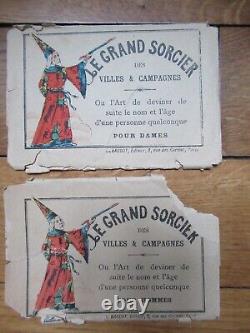 LE GRAND SORCIER
DES
VILLES & CAMPAGNES
Ou l'Art de deviner de
suite le nom et l'âge
d'une personne quelconque
POUR DAMES
LE GRAND SORCIER
DES
VILLES & CAMPAGNES
Ou l'Art de deviner de
suite le nom et l'âge
d'une personne quelconque